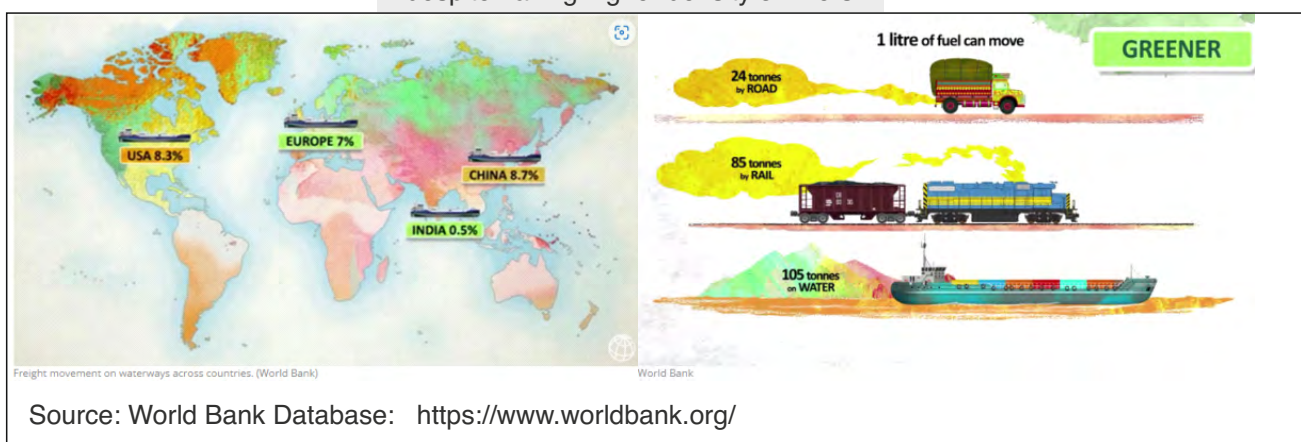 USA 8.3%
EUROPE 7%
CHINA 8.7%
INDIA 0.5%
Freight movement on waterways across countries. (World Bank)
1 litre of fuel can move
GREENER
24 tonnes
by ROAD
85 tonnes
by RAIL
105 tonnes
on WATER
World Bank
Source: World Bank Database: https://www.worldbank.org/